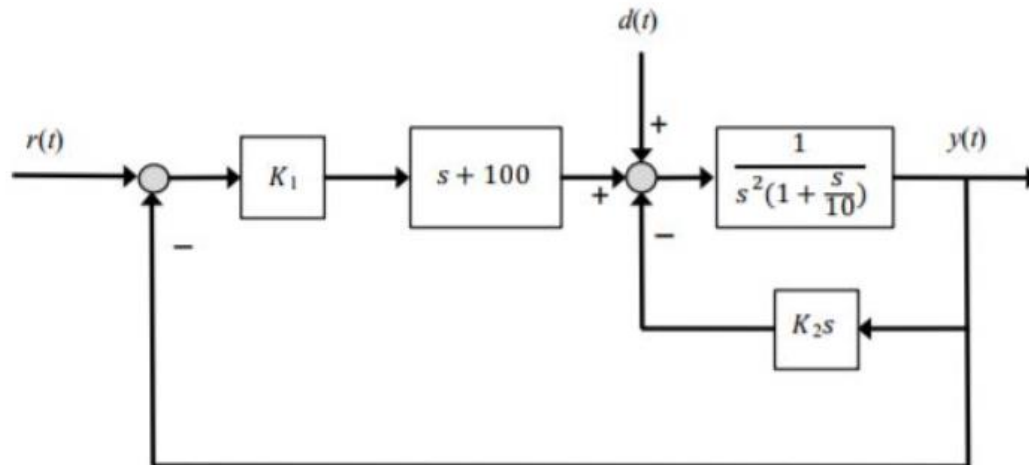 d(t)
r(t)
K₁
s + 100
+
+
1
s²(1 + s/10)
y(t)
−
−
K₂s